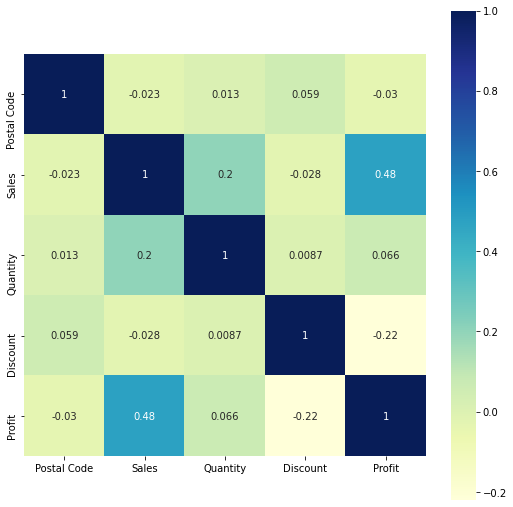 Postal Code 1 -0.023 0.013 0.059 -0.03
Sales -0.023 1 0.2 -0.028 0.48
Quantity 0.013 0.2 1 0.0087 0.066
Discount 0.059 -0.028 0.0087 1 -0.22
Profit -0.03 0.48 0.066 -0.22 1
Postal Code Sales Quantity Discount Profit
1.0
0.8
0.6
0.4
0.2
0.0
−0.2